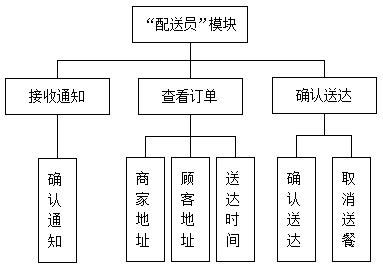 “配送员”模块
接收通知
查看订单
确认送达
确认通知
商家地址
顾客地址
送达时间
确认送达
取消送餐